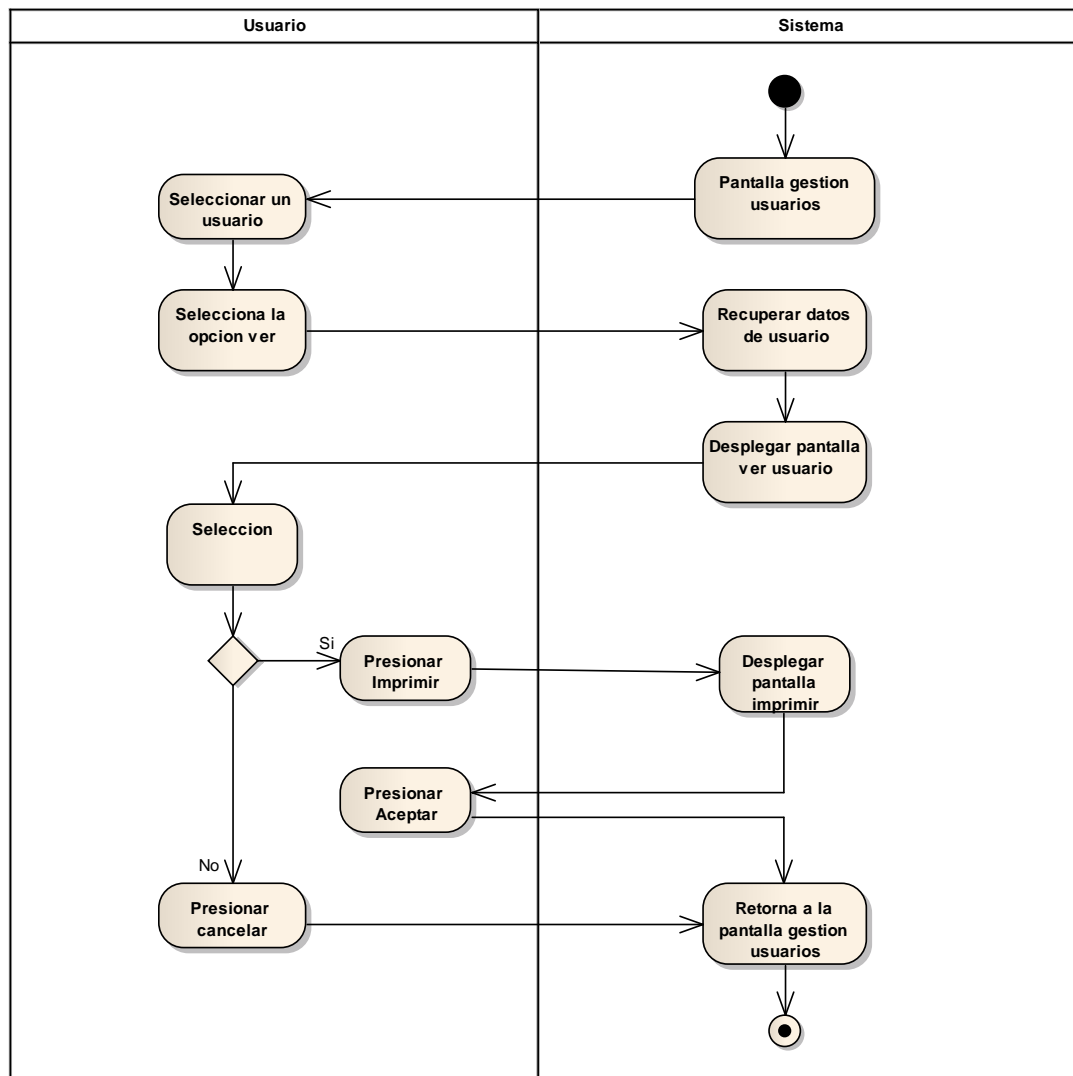 Usuario
Sistema
Pantalla gestion
usuarios
Seleccionar un
usuario
Selecciona la
opcion ver
Recuperar datos
de usuario
Desplegar pantalla
ver usuario
Seleccion
Si
Presionar
Imprimir
Desplegar
pantalla
imprimir
Presionar
Aceptar
No
Presionar
cancelar
Retorna a la
pantalla gestion
usuarios